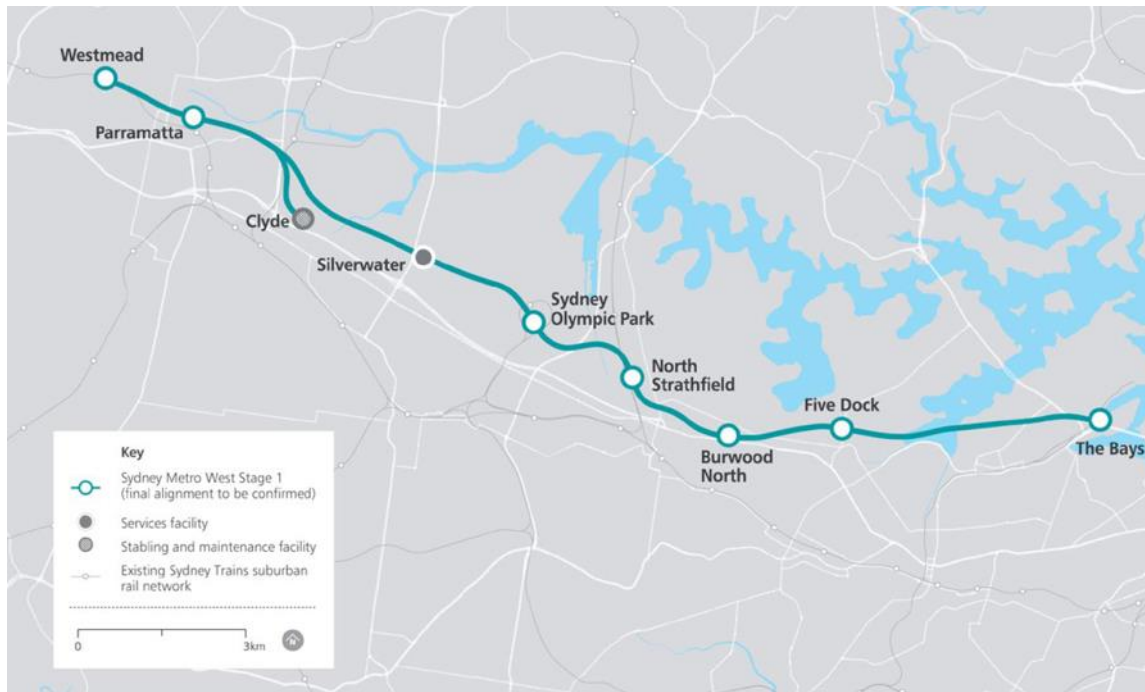 Westmead
Parramatta
Clyde
Silverwater
Sydney
Olympic Park
North
Strathfield
Five Dock
Burwood
North
The Bays
Key
Sydney Metro West Stage 1
(final alignment to be confirmed)
Services facility
Stabling and maintenance facility
Existing Sydney Trains suburban
rail network
0 3km
N